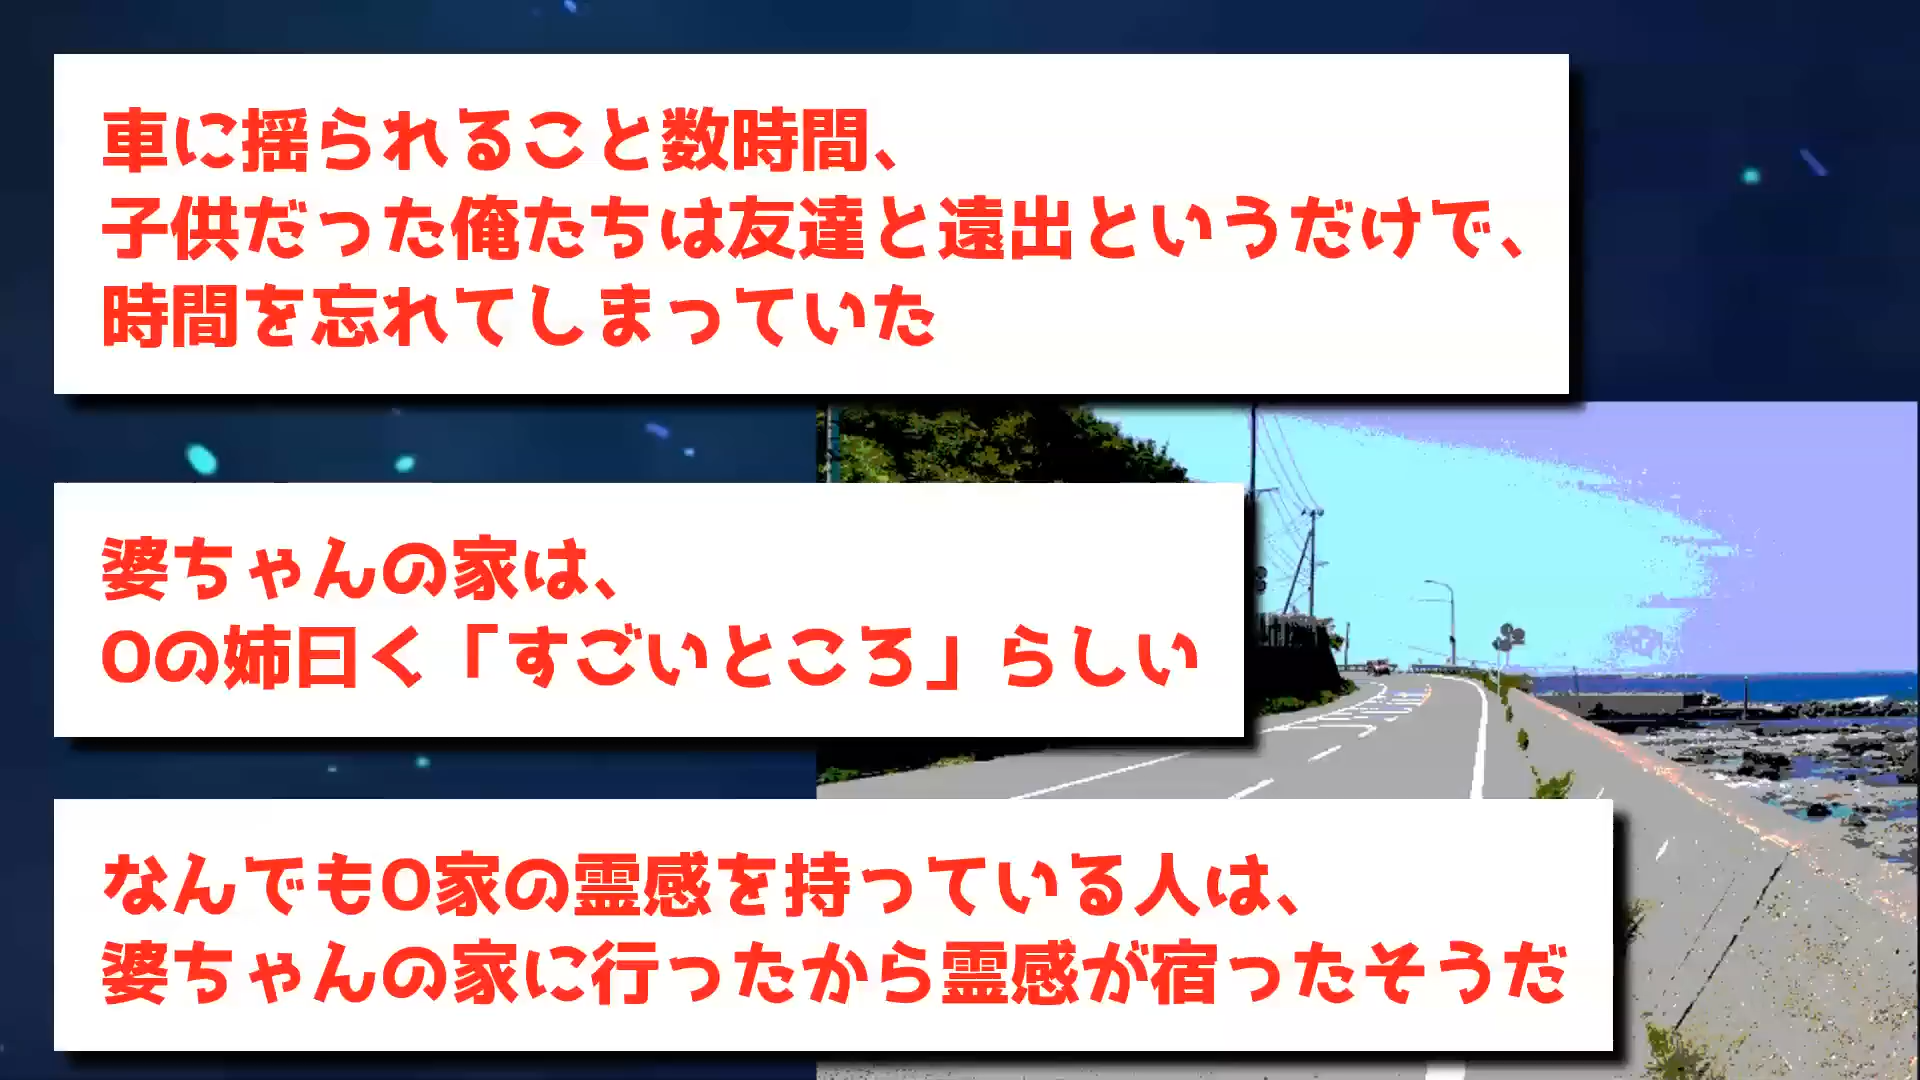 車に揺られること数時間、
子供だった俺たちは友達と遠出というだけで、
時間を忘れてしまっていた
婆ちゃんの家は、
Oの姉曰く「すごいところ」らしい
なんでもO家の霊感を持っている人は、
婆ちゃんの家に行ったから霊感が宿ったそうだ